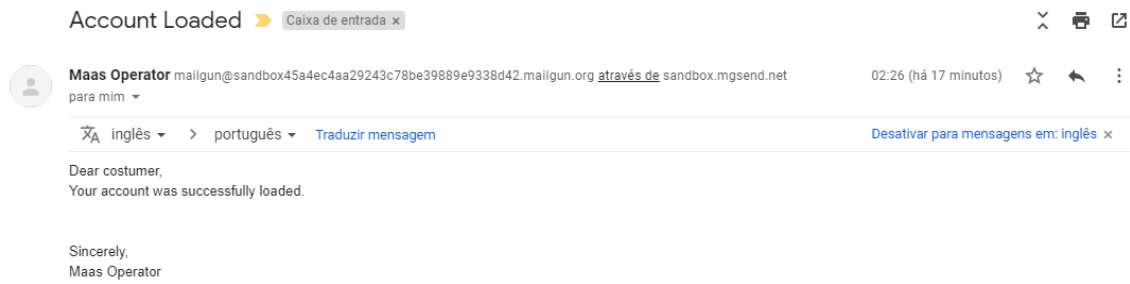 Account Loaded Caixa de entrada x
Maas Operator mailgun@sandbox45a4ec4aa29243c78be39889e9338d42.mailgun.org através de sandbox.mgsend.net 02:26 (há 17 minutos)
para mim
inglês > português Traduzir mensagem Desativar para mensagens em: inglês x
Dear costumer,
Your account was successfully loaded.
Sincerely,
Maas Operator